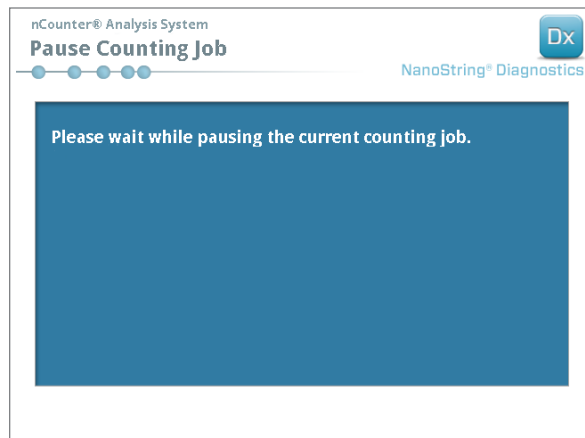 nCounter® Analysis System
Pause Counting Job
Dx
NanoString® Diagnostics
Please wait while pausing the current counting job.